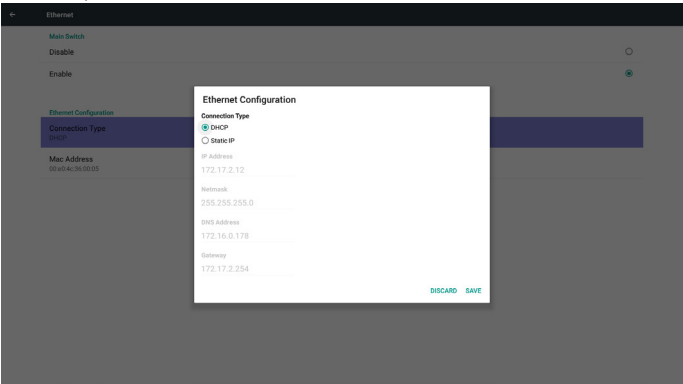 Ethernet
Main Switch
Disable
Enable
Ethernet Configuration
Connection Type
DHCP
Mac Address
00:e0:4c:36:00:05
Ethernet Configuration
Connection Type
DHCP
Static IP
IP Address
172.17.2.12
Netmask
255.255.255.0
DNS Address
172.16.0.178
Gateway
172.17.2.254
DISCARD SAVE